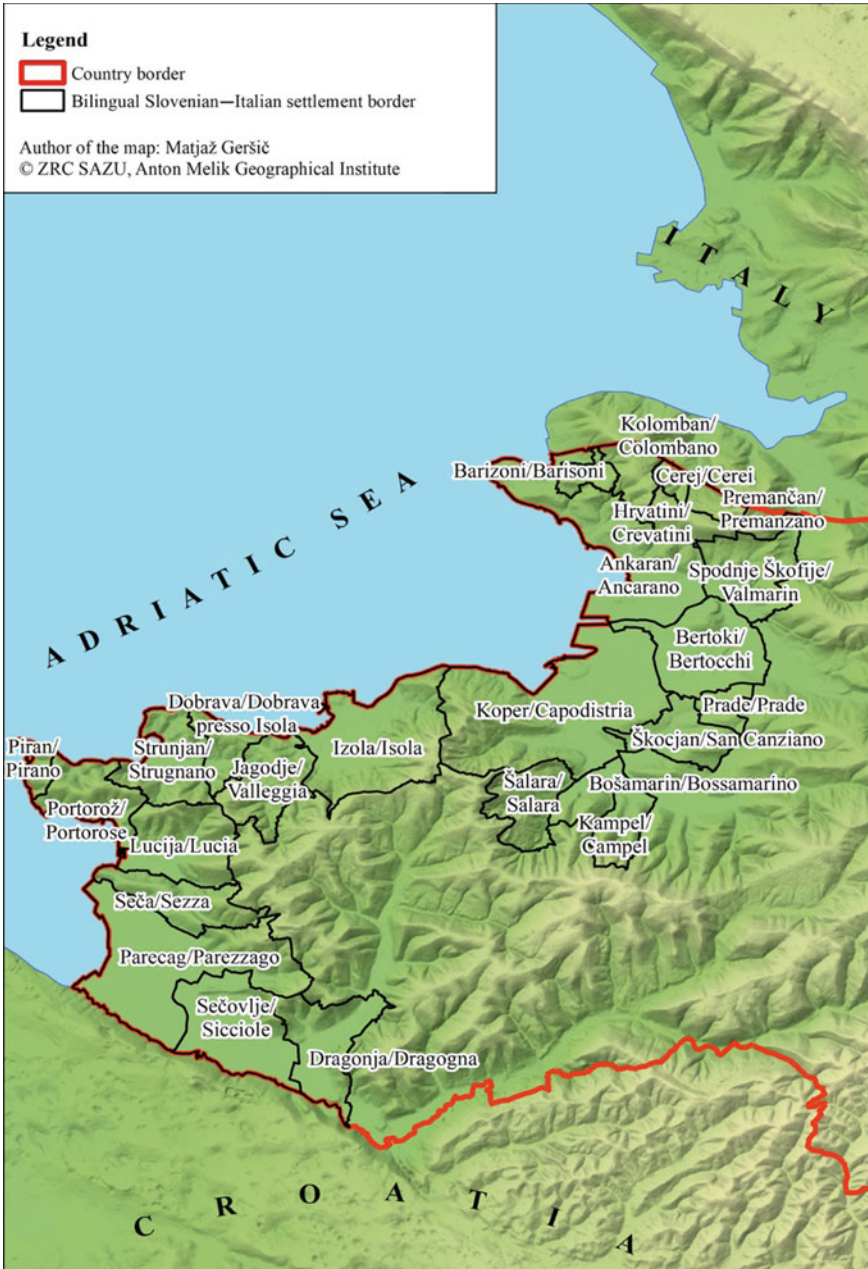 Legend
Country border
Bilingual Slovenian—Italian settlement border
Author of the map: Matjaž Geršič
© ZRC SAZU, Anton Melik Geographical Institute
ITALY
ADRIATIC SEA
Kolomban/
Colombano
Barizoni/Barisoni
Cerej/Cerei
Premančan/
Premanzano
Hrvatini/
Crevatini
Ankaran/
Ancarano
Spodnje Škofije/
Valmarin
Bertoki/
Bertocchi
Dobrava/Dobrava
presso Isola
Koper/Capodistria
Prade/Prade
Piran/
Pirano
Strunjan/
Strugnano
Izola/Isola
Škocjan/San Canziano
Jagodje/
Valleggia
Šalara/
Salara
Bošamarin/Bossamarino
Portorož/
Portorose
Kampel/
Campel
Lucija/Lucia
Seča/Sezza
Parecag/Parezzago
Sečovlje/
Sicciole
Dragonja/Dragogna
CROATIA